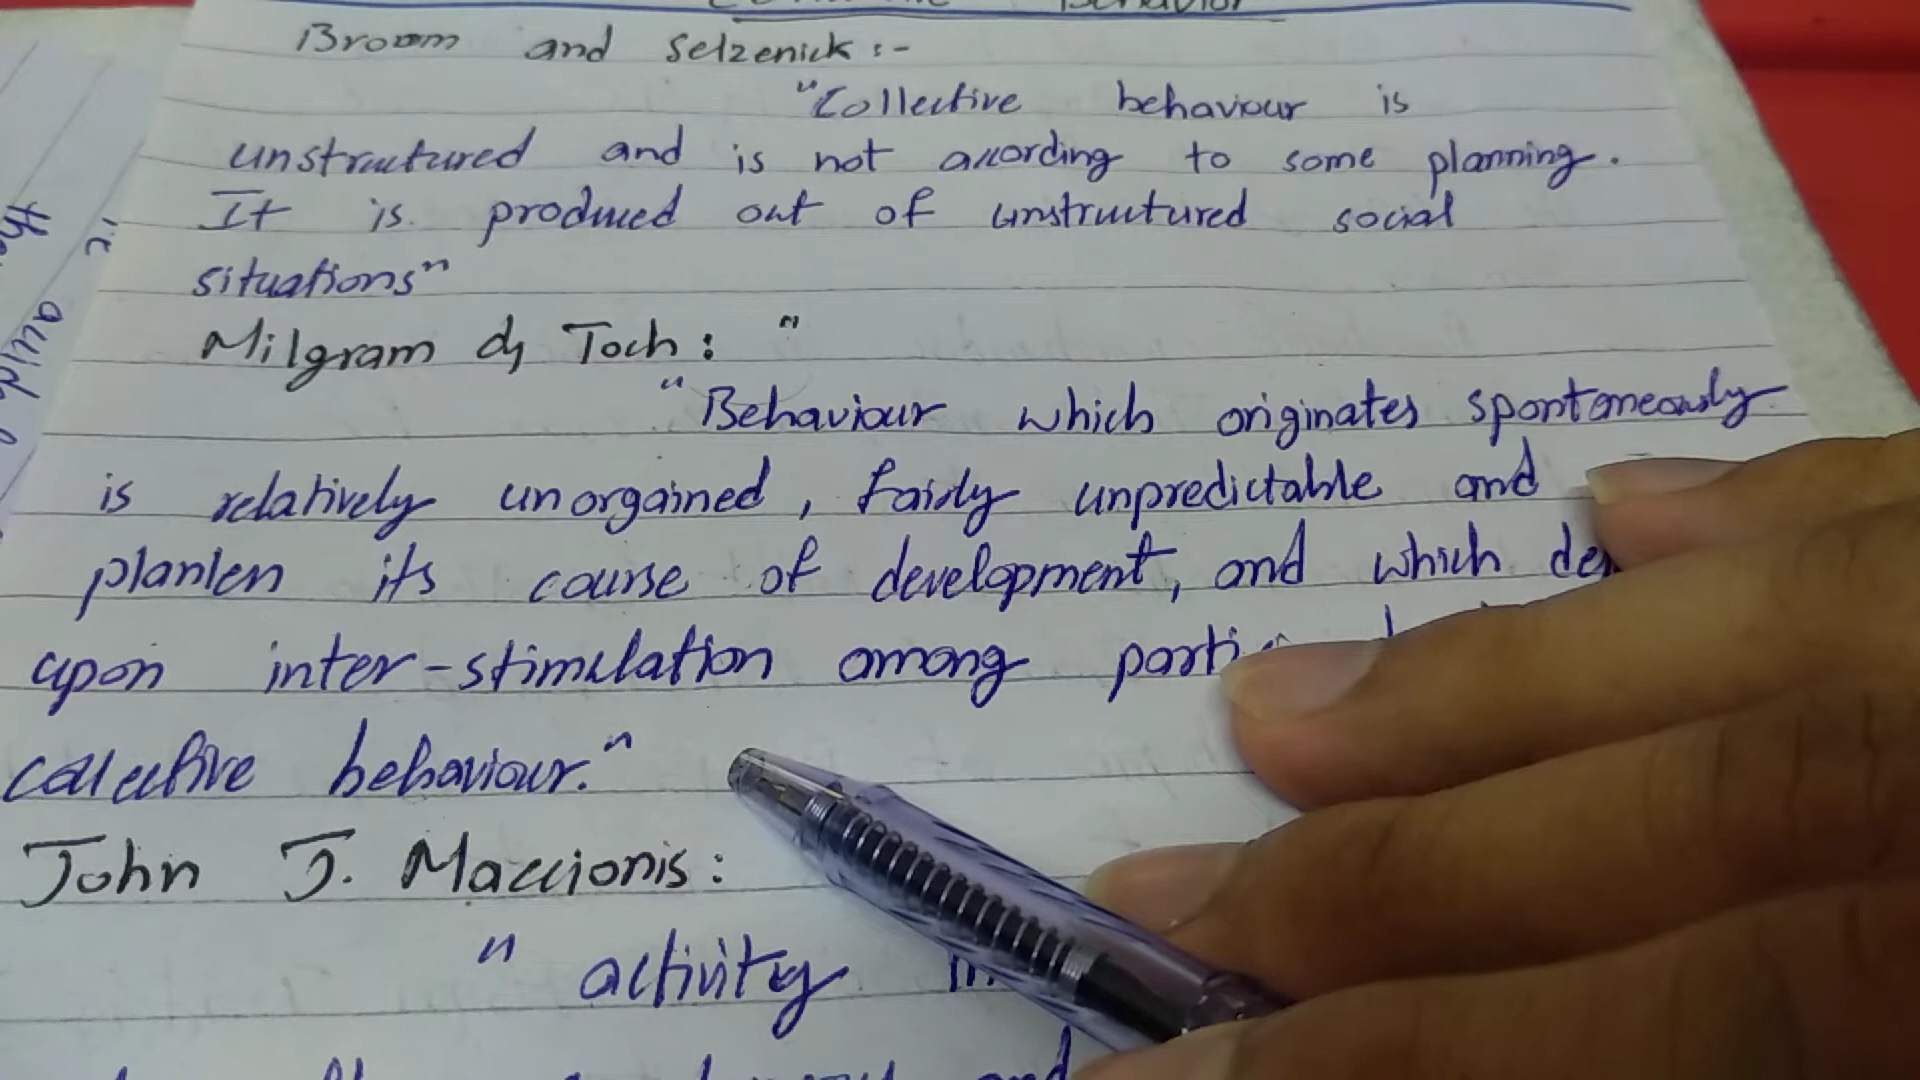 Behavior
Broom and Selzenick :-
"Collective behaviour is
unstructured and is not according to some planning.
It is produced out of unstructured social
situations"
Milgram & Toch : "
"Behaviour which originates spontaneously
is relatively unorgained, fairly unpredictable and
planlen its course of development, and which de
upon inter-stimulation among parti
collective behaviour."
John J. Maccionis :
" activity
and